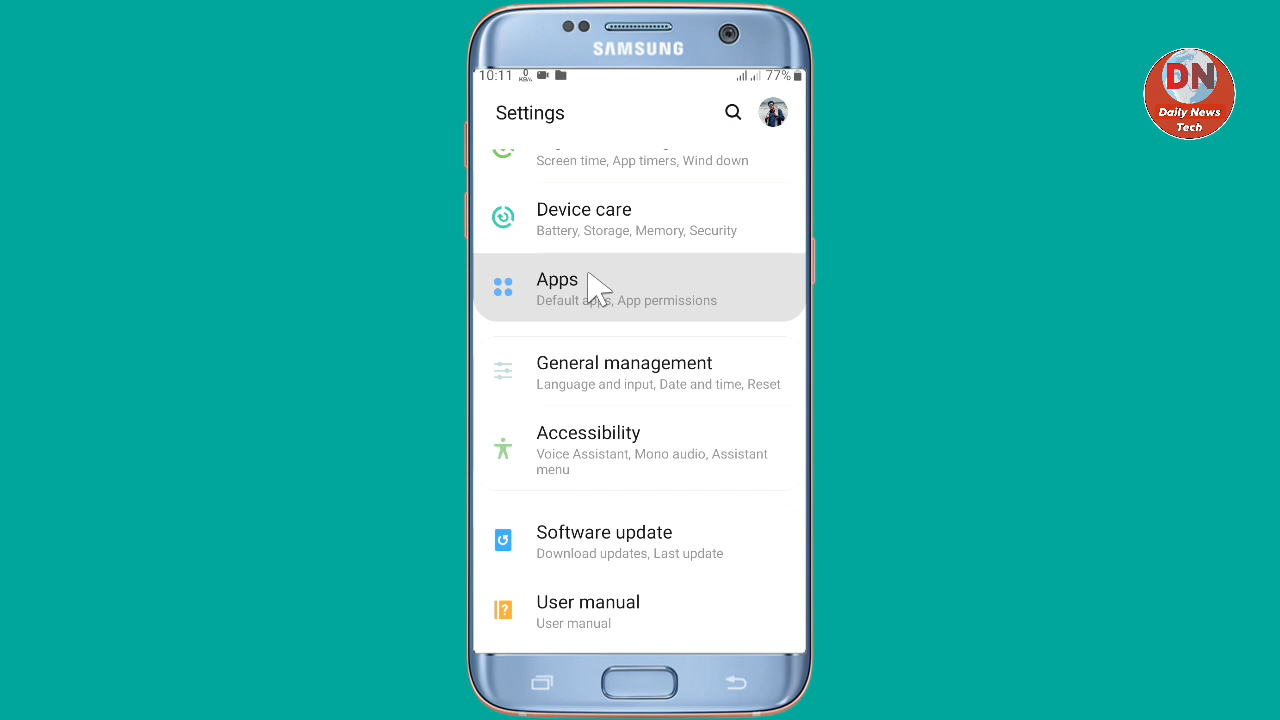 SAMSUNG
10:11
0
KB/s
77%
Settings
Screen time, App timers, Wind down
Device care
Battery, Storage, Memory, Security
Apps
Default apps, App permissions
General management
Language and input, Date and time, Reset
Accessibility
Voice Assistant, Mono audio, Assistant
menu
Software update
Download updates, Last update
User manual
User manual
DN
Daily News
Tech